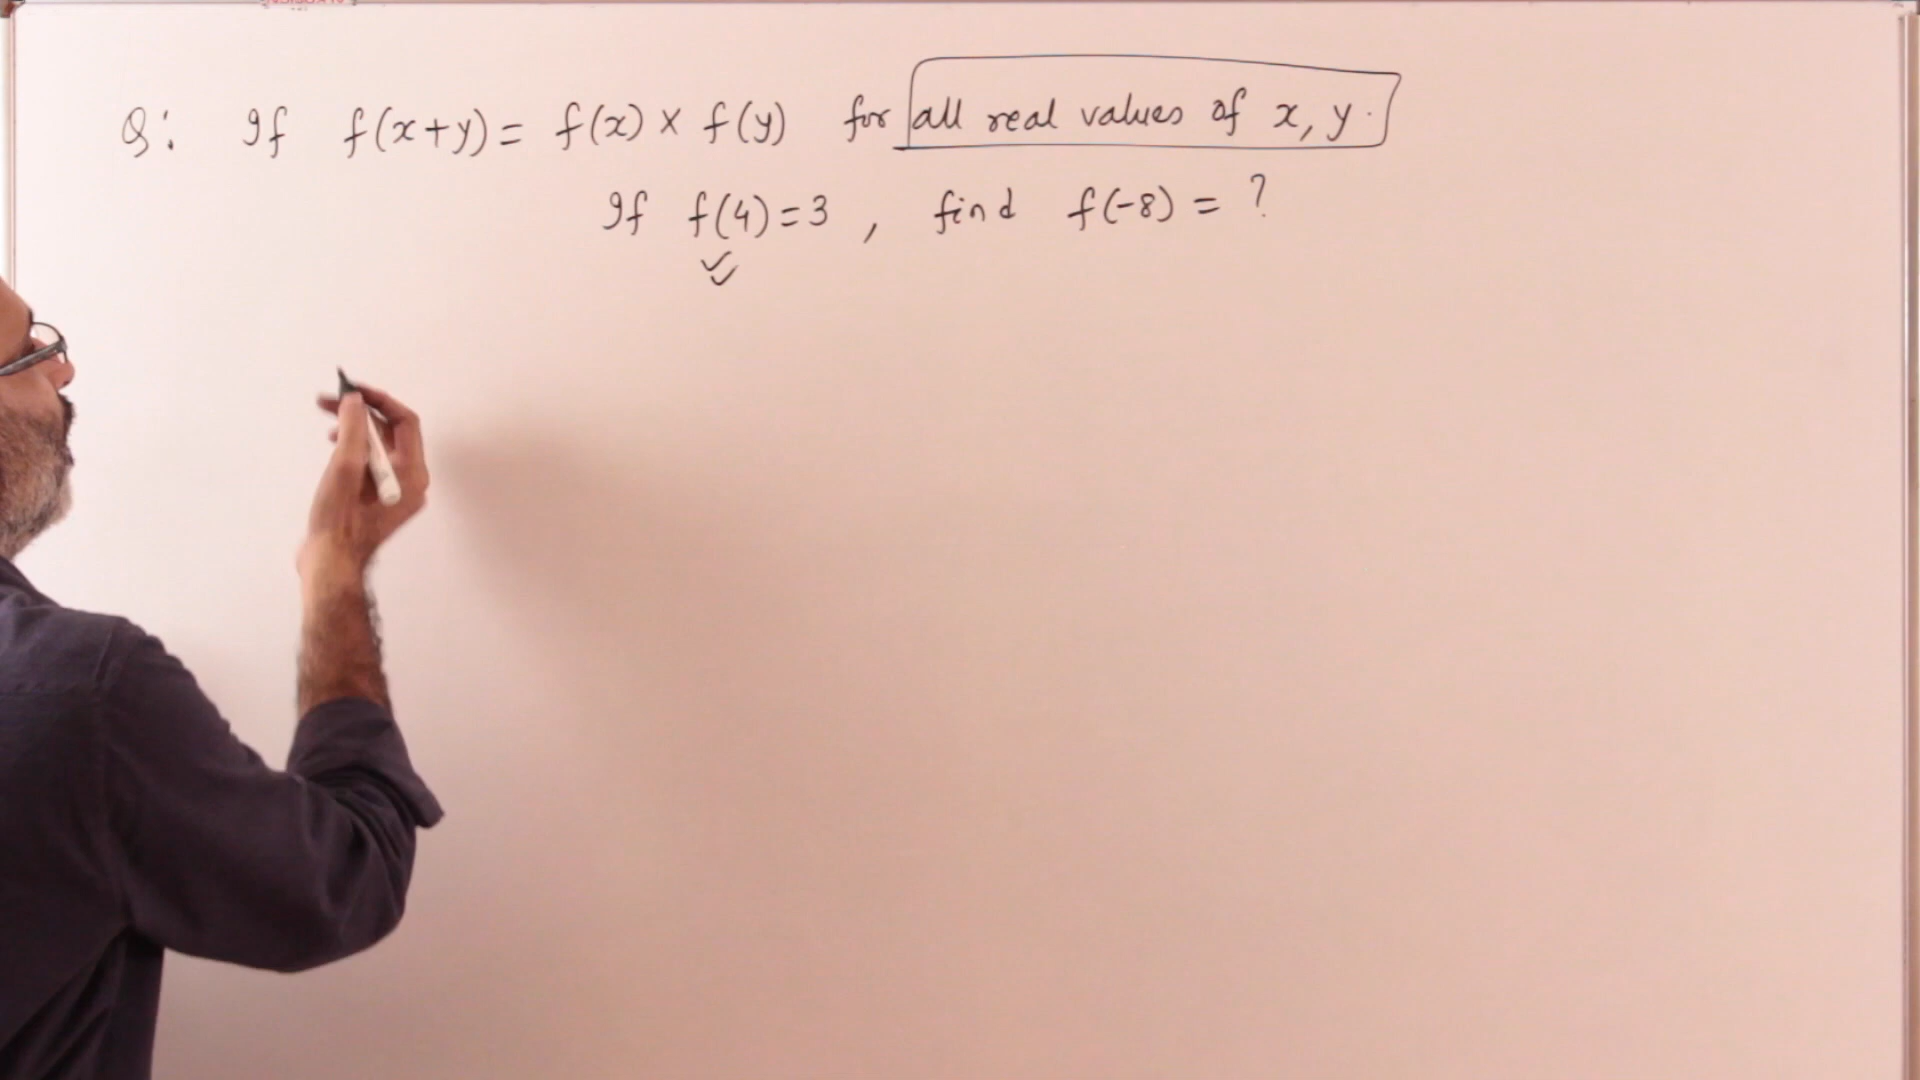 Q: If f(x+y) = f(x) × f(y) for all real values of x, y.
If f(4)=3 , find f(-8) = ?